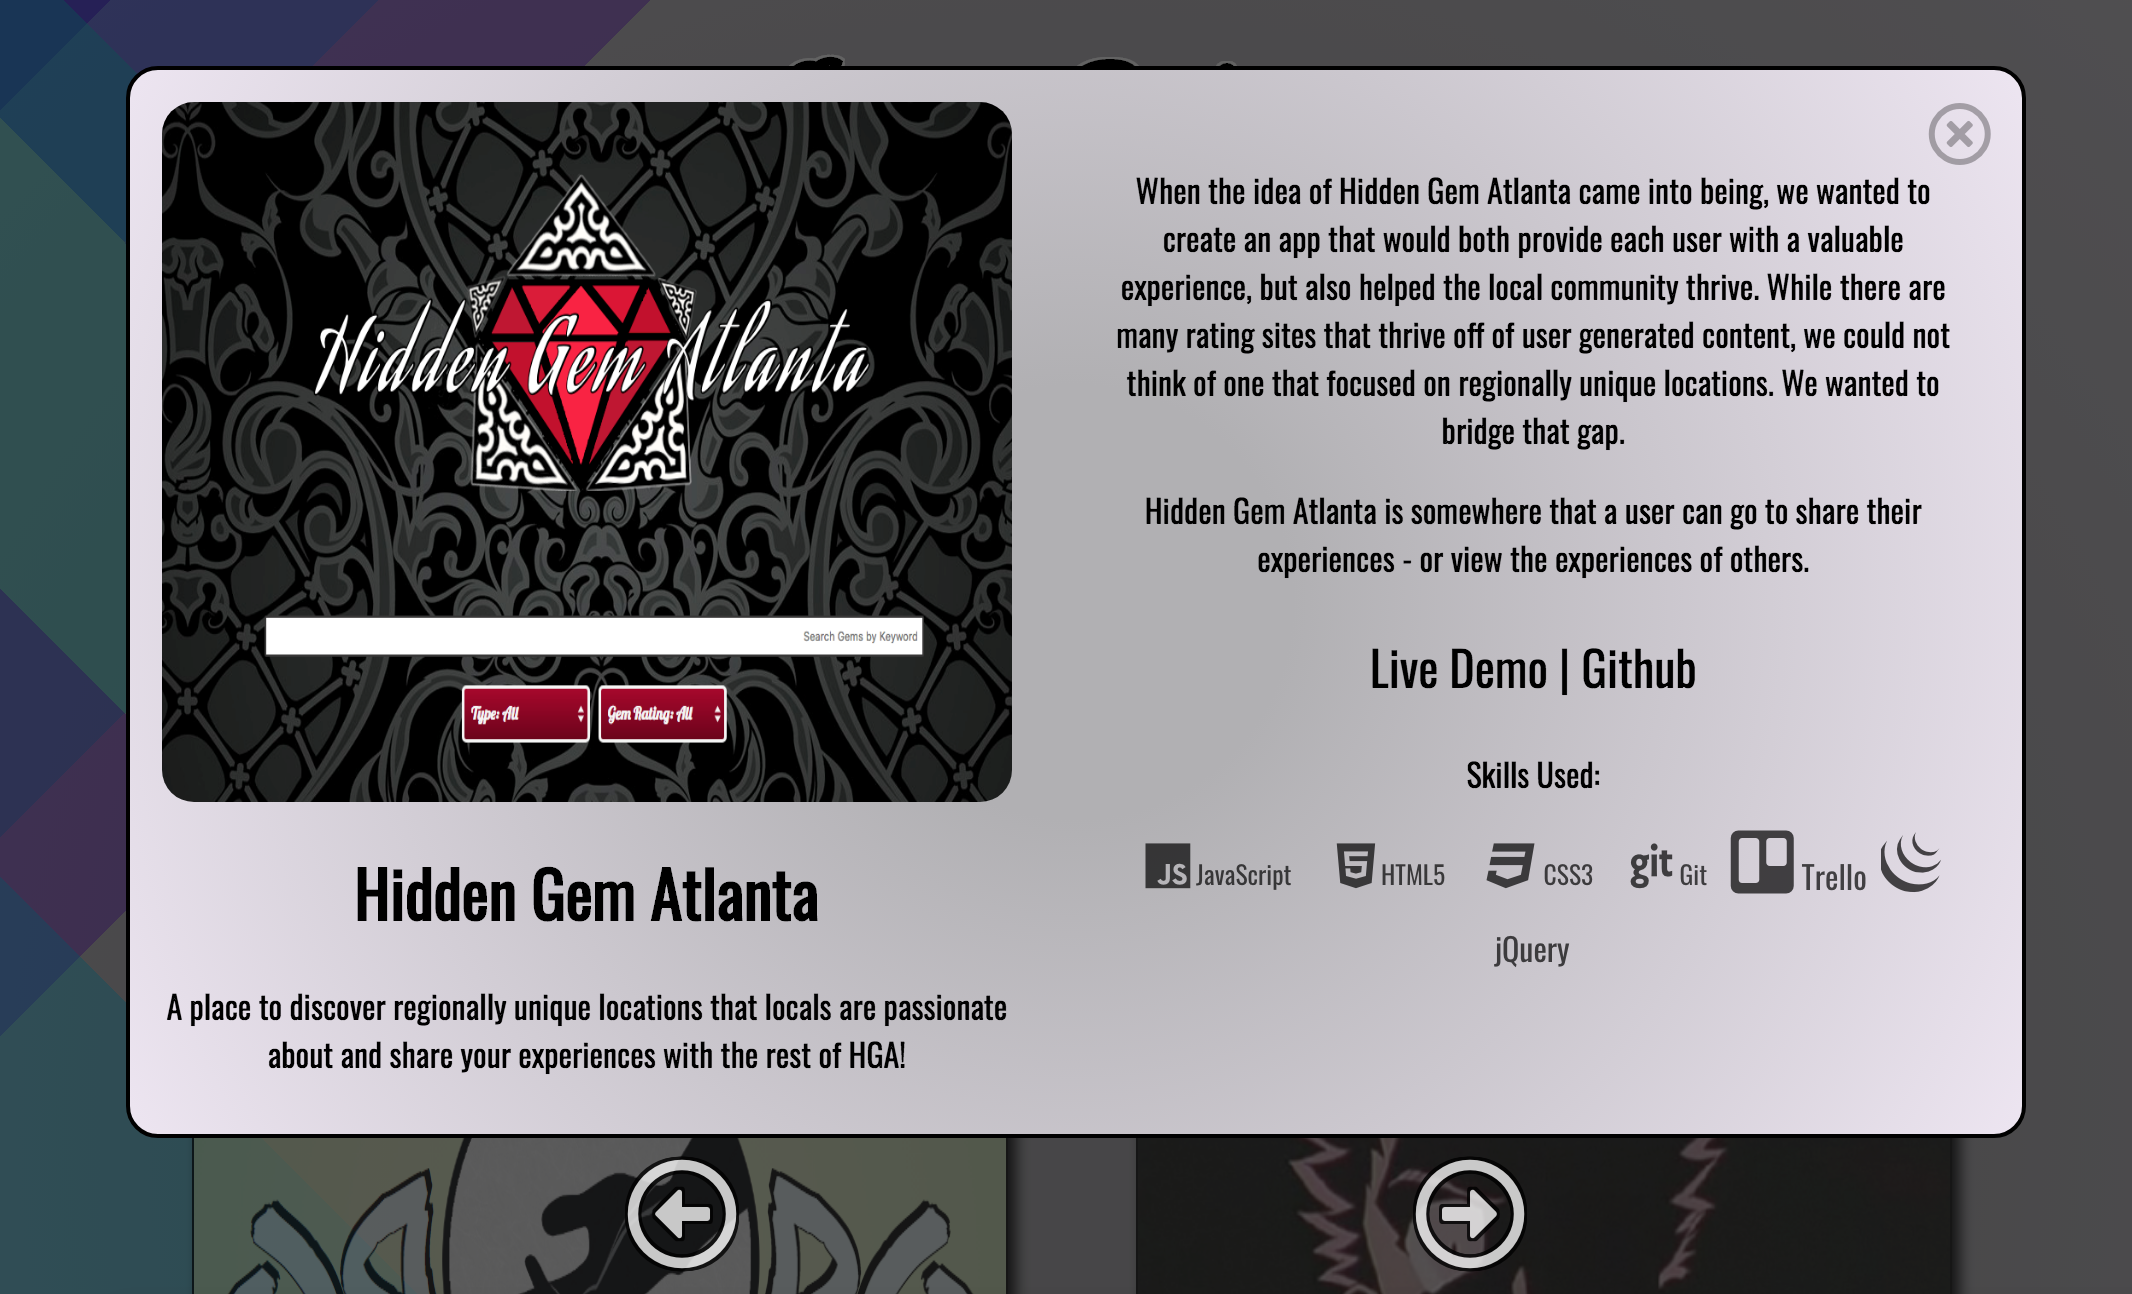 Hidden Gem Atlanta
Search Gems by Keyword
Type: All
Gem Rating: All
Hidden Gem Atlanta
A place to discover regionally unique locations that locals are passionate
about and share your experiences with the rest of HGA!
When the idea of Hidden Gem Atlanta came into being, we wanted to
create an app that would both provide each user with a valuable
experience, but also helped the local community thrive. While there are
many rating sites that thrive off of user generated content, we could not
think of one that focused on regionally unique locations. We wanted to
bridge that gap.
Hidden Gem Atlanta is somewhere that a user can go to share their
experiences - or view the experiences of others.
Live Demo | Github
Skills Used:
JS JavaScript 5 HTML5 3 CSS3 git Git Trello
jQuery